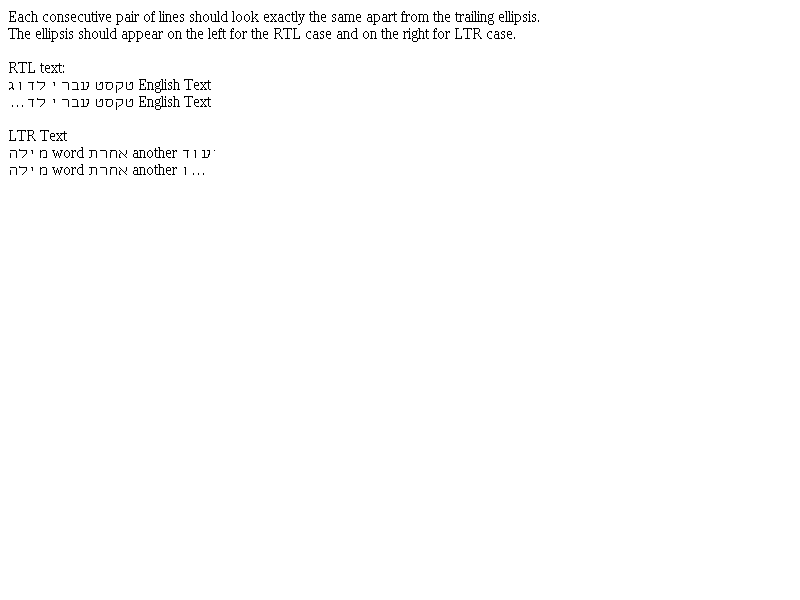 Each consecutive pair of lines should look exactly the same apart from the trailing ellipsis.
The ellipsis should appear on the left for the RTL case and on the right for LTR case.
RTL text:
English Text טקסט עברי לדוג
English Text טקסט עברי לד…
LTR Text
מילה word אחרת another ועוד
מילה word אחרת another ו…